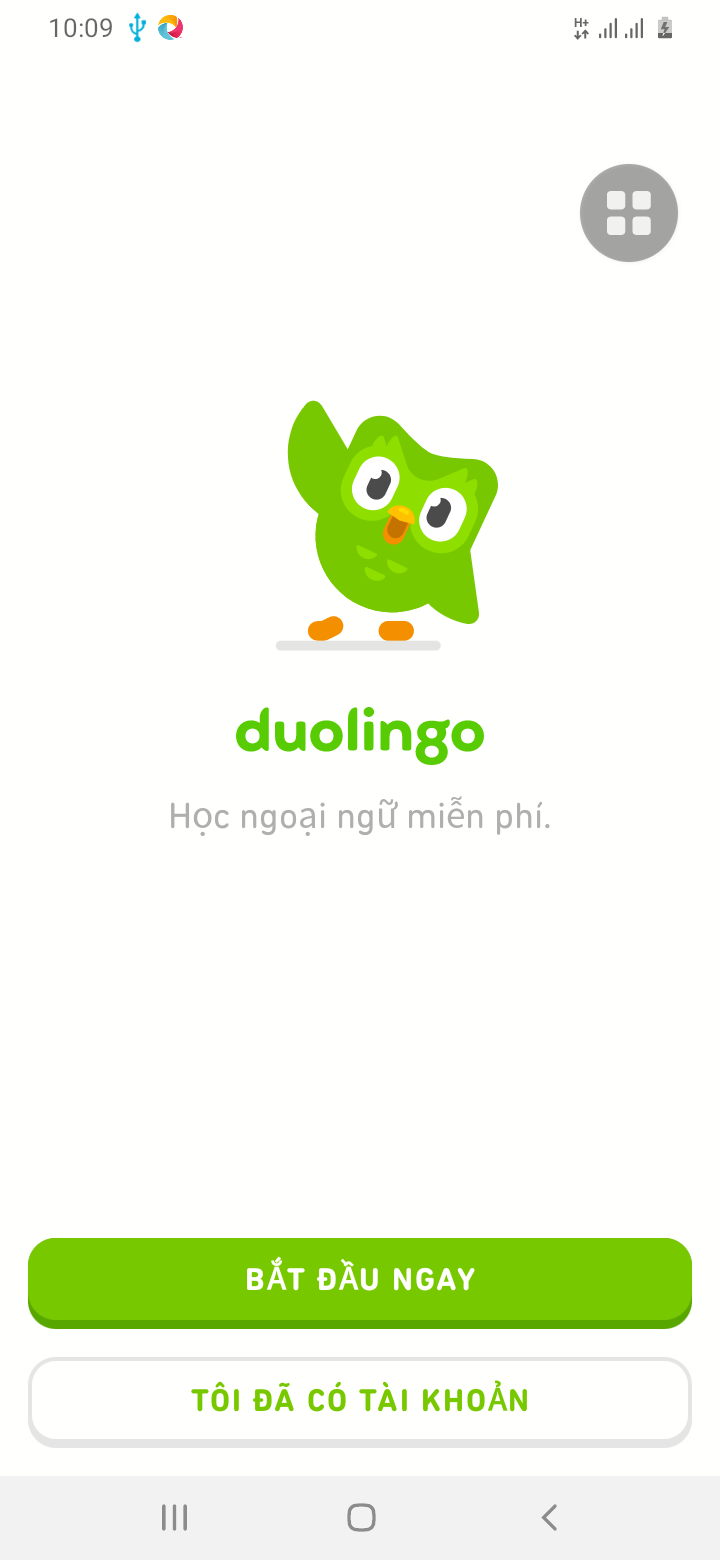 10:09
H+
duolingo
Học ngoại ngữ miễn phí.
BẮT ĐẦU NGAY
TÔI ĐÃ CÓ TÀI KHOẢN